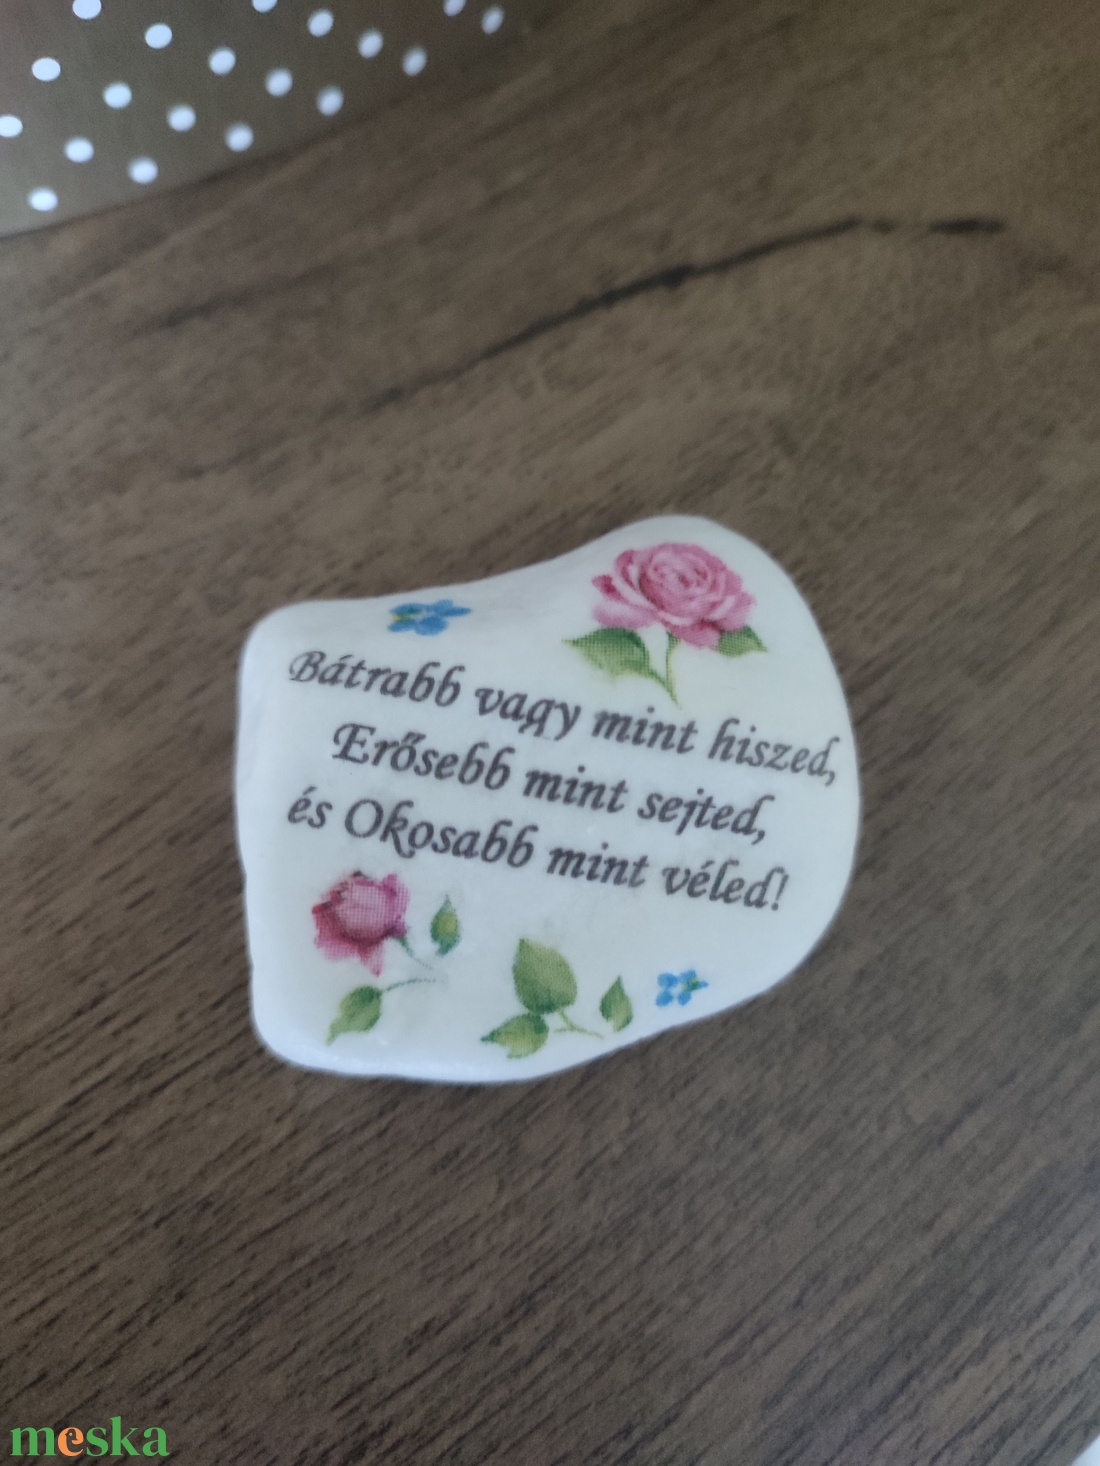 Bátrabb vagy mint hiszed,
Erősebb mint sejted,
és Okosabb mint véled!
meska